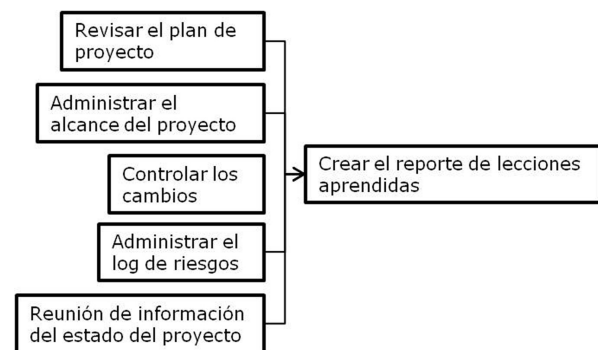 Revisar el plan de
proyecto
Administrar el
alcance del proyecto
Controlar los
cambios
Administrar el
log de riesgos
Reunión de información
del estado del proyecto
Crear el reporte de lecciones
aprendidas